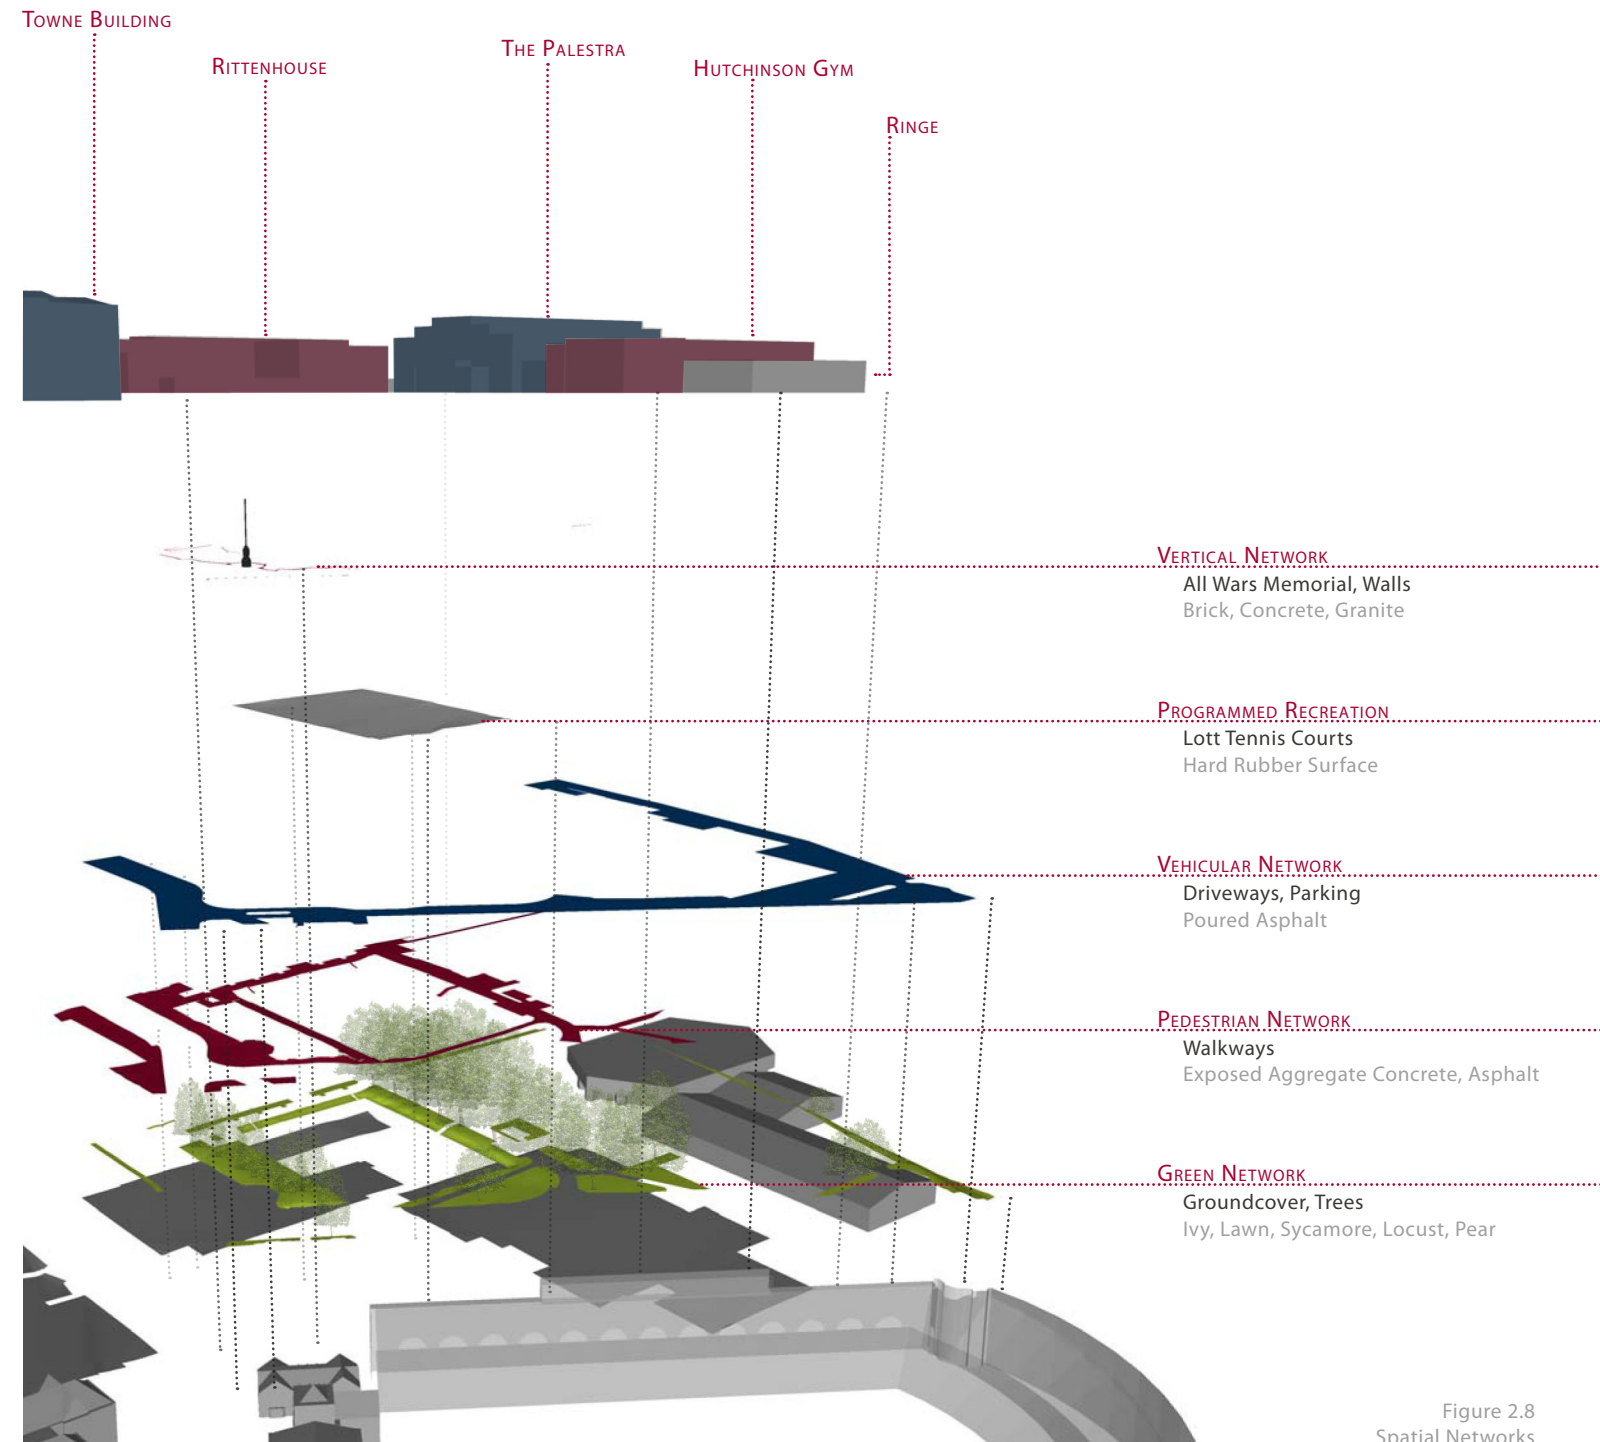 Towne Building
Rittenhouse
The Palestra
Hutchinson Gym
Ringe
Vertical Network
All Wars Memorial, Walls
Brick, Concrete, Granite
Programmed Recreation
Lott Tennis Courts
Hard Rubber Surface
Vehicular Network
Driveways, Parking
Poured Asphalt
Pedestrian Network
Walkways
Exposed Aggregate Concrete, Asphalt
Green Network
Groundcover, Trees
Ivy, Lawn, Sycamore, Locust, Pear
Figure 2.8
Spatial Networks